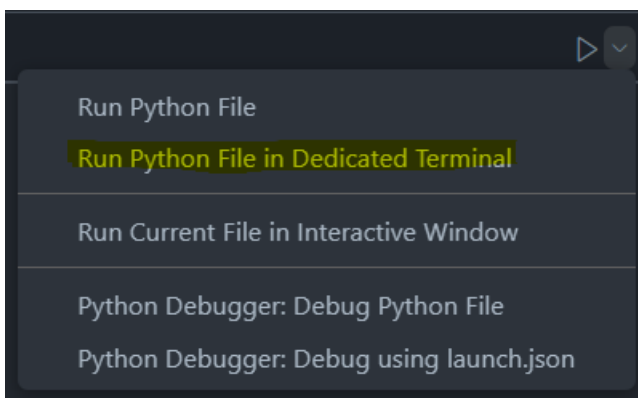 Run Python File
Run Python File in Dedicated Terminal
Run Current File in Interactive Window
Python Debugger: Debug Python File
Python Debugger: Debug using launch.json